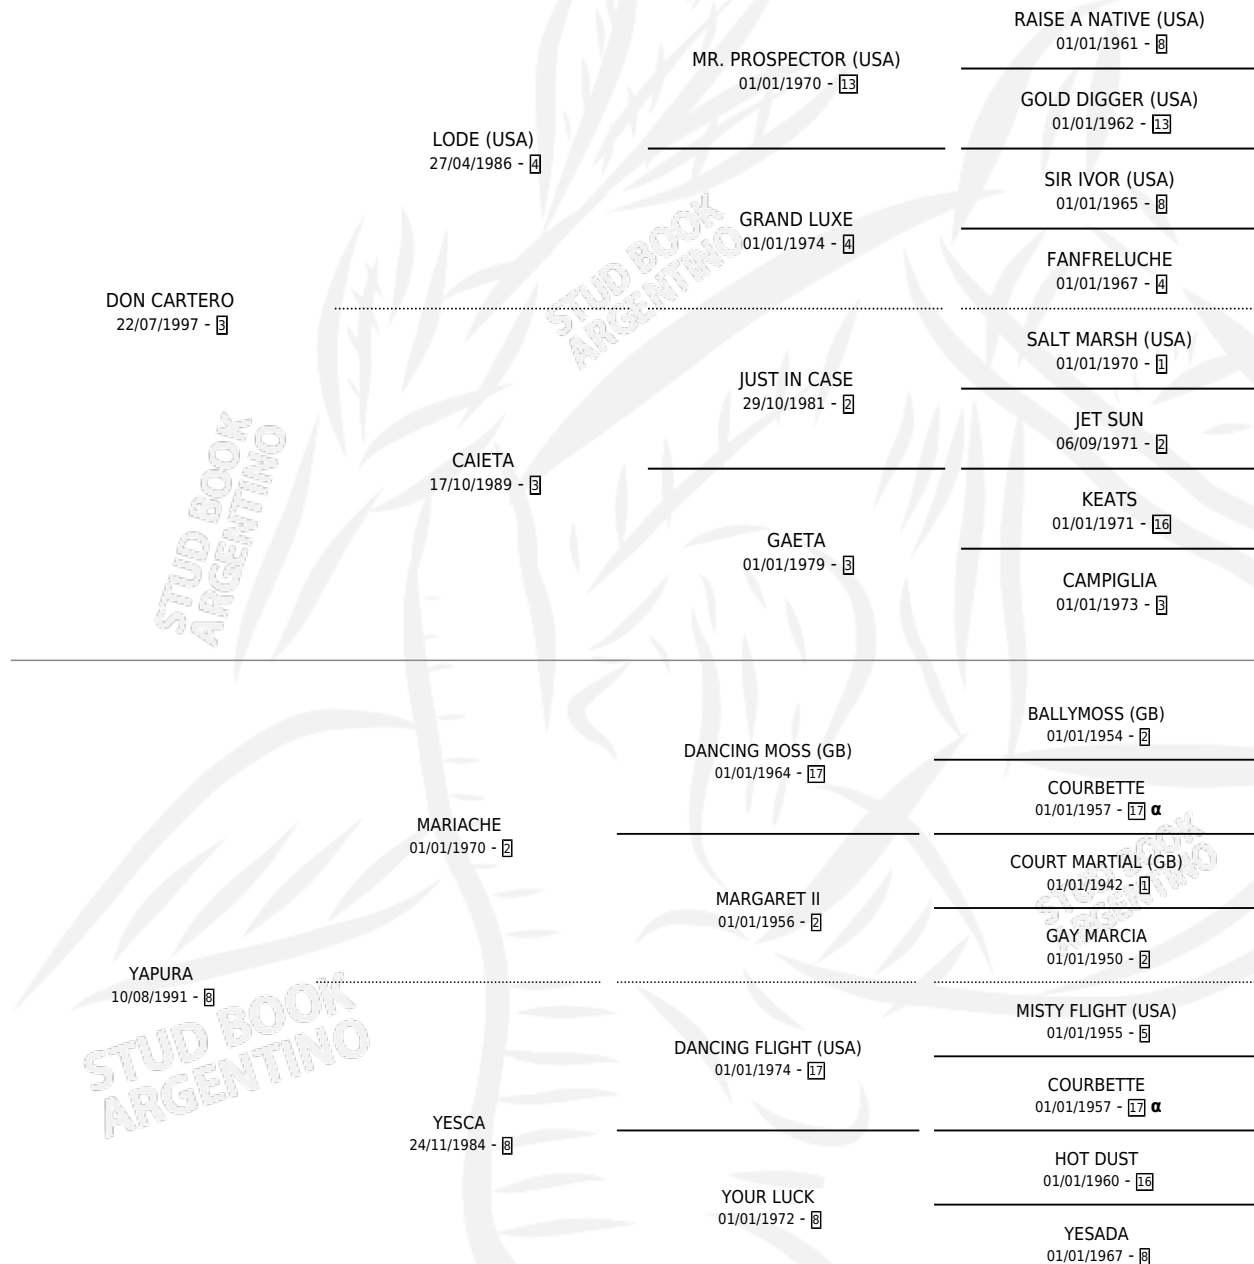 RAISE A NATIVE (USA)
01/01/1961 - 8
MR. PROSPECTOR (USA)
01/01/1970 - 13
GOLD DIGGER (USA)
01/01/1962 - 13
LODE (USA)
27/04/1986 - 4
SIR IVOR (USA)
01/01/1965 - 8
GRAND LUXE
01/01/1974 - 4
FANFRELUCHE
01/01/1967 - 4
DON CARTERO
22/07/1997 - 3
SALT MARSH (USA)
01/01/1970 - 1
JUST IN CASE
29/10/1981 - 2
JET SUN
06/09/1971 - 2
CAIETA
17/10/1989 - 3
KEATS
01/01/1971 - 16
GAETA
01/01/1979 - 3
CAMPIGLIA
01/01/1973 - 3
BALLYMOSS (GB)
01/01/1954 - 2
DANCING MOSS (GB)
01/01/1964 - 17
COURBETTE
01/01/1957 - 17 α
MARIACHE
01/01/1970 - 2
COURT MARTIAL (GB)
01/01/1942 - 1
MARGARET II
01/01/1956 - 2
GAY MARCIA
01/01/1950 - 2
YAPURA
10/08/1991 - 8
MISTY FLIGHT (USA)
01/01/1955 - 5
DANCING FLIGHT (USA)
01/01/1974 - 17
COURBETTE
01/01/1957 - 17 α
YESCA
24/11/1984 - 8
HOT DUST
01/01/1960 - 16
YOUR LUCK
01/01/1972 - 8
YESADA
01/01/1967 - 8
STUD BOOK
ARGENTINO
STUD BOOK
ARGENTINO
STUD BOOK
ARGENTINO
STUD BOOK
ARGENTINO